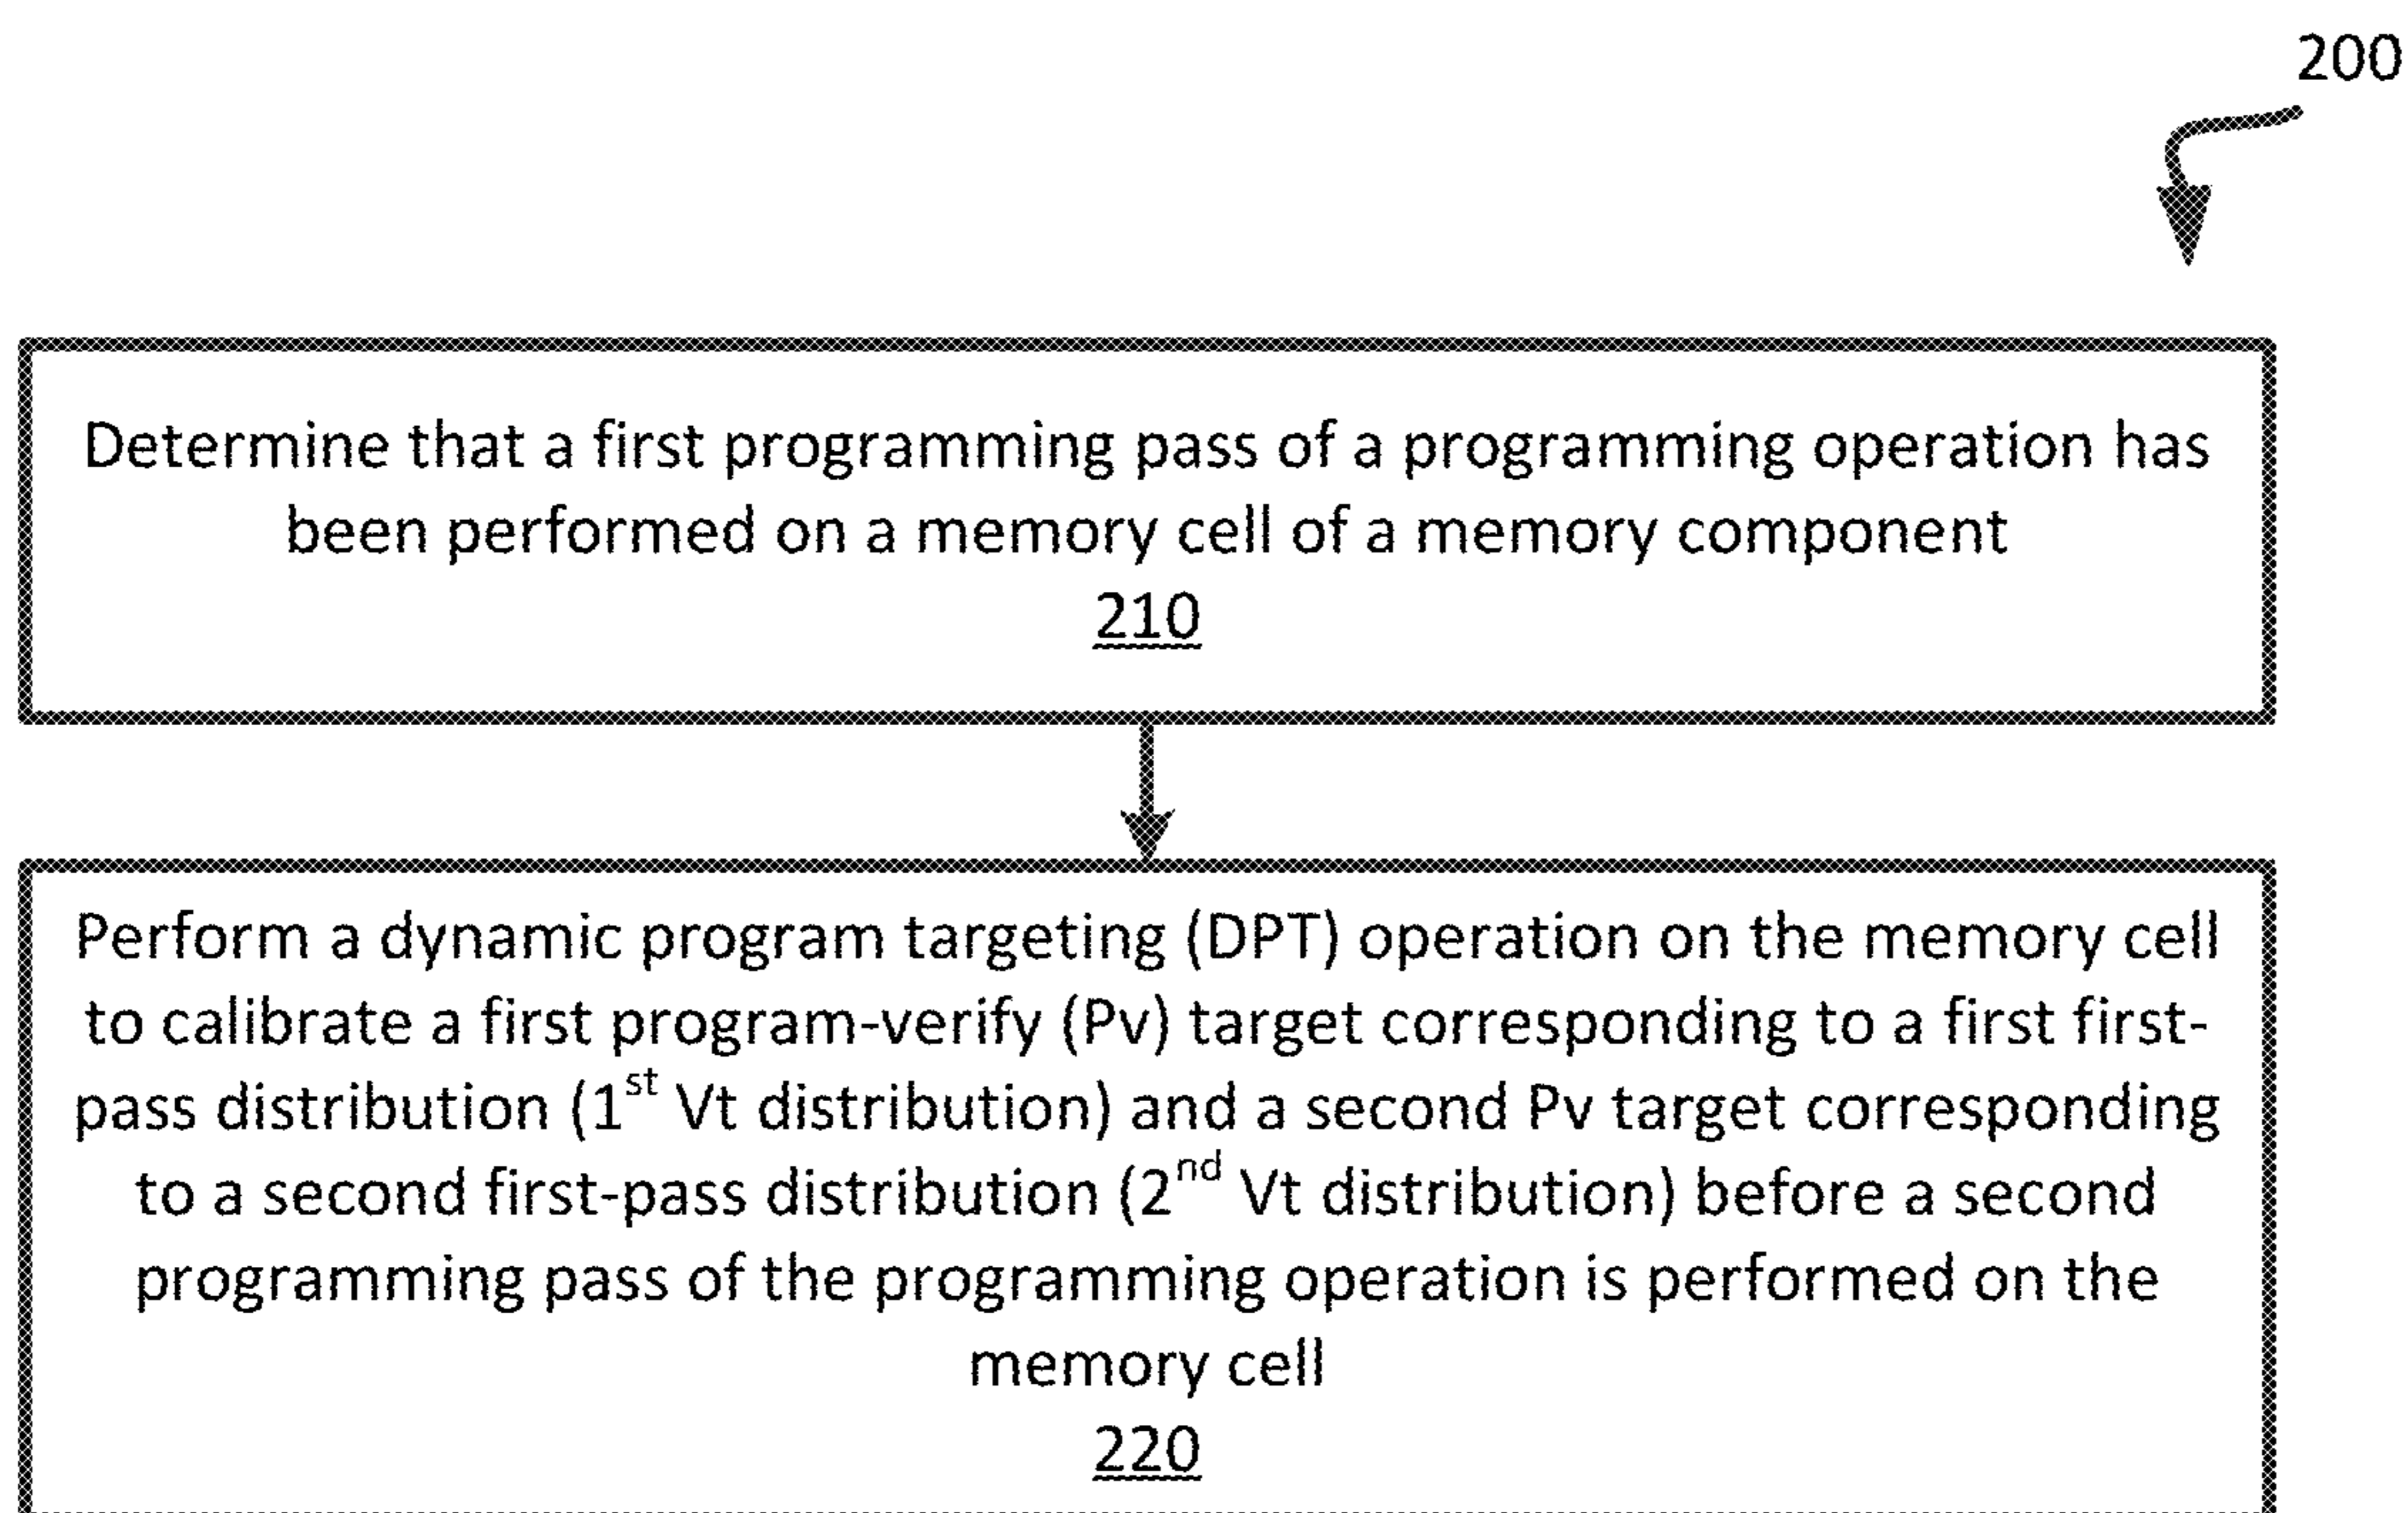 200
Determine that a first programming pass of a programming operation has
been performed on a memory cell of a memory component
210
Perform a dynamic program targeting (DPT) operation on the memory cell
to calibrate a first program-verify (Pv) target corresponding to a first first-
pass distribution (1st Vt distribution) and a second Pv target corresponding
to a second first-pass distribution (2nd Vt distribution) before a second
programming pass of the programming operation is performed on the
memory cell
220